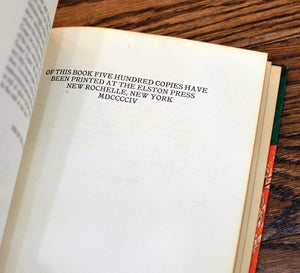 OF THIS BOOK FIVE HUNDRED COPIES HAVE
BEEN PRINTED AT THE ELSTON PRESS
NEW ROCHELLE, NEW YORK
MDCCCCIV